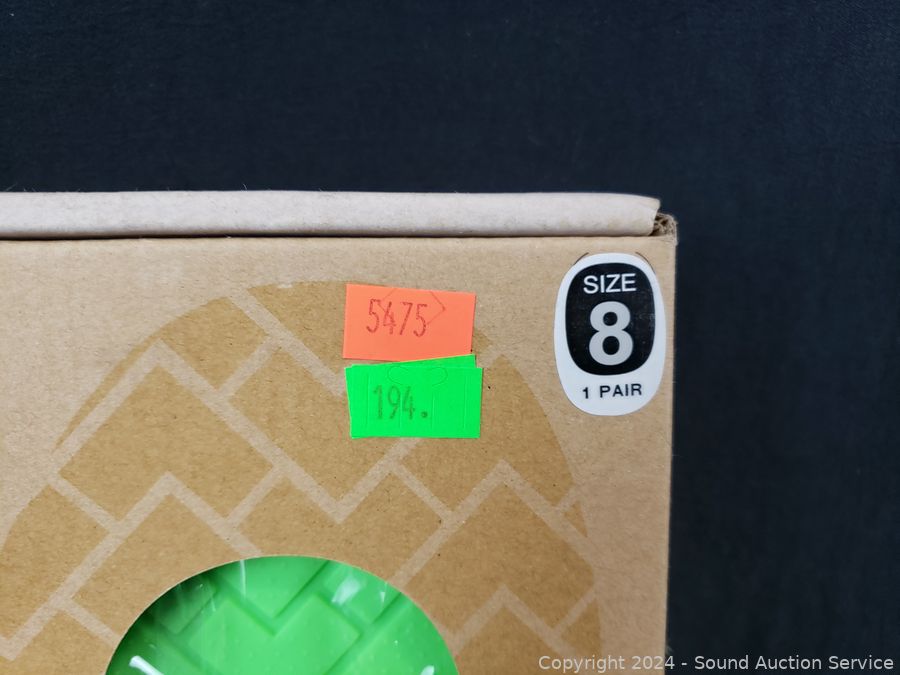 5475
194.
SIZE
8
1 PAIR
Copyright © 2024 - Sound Auction Service